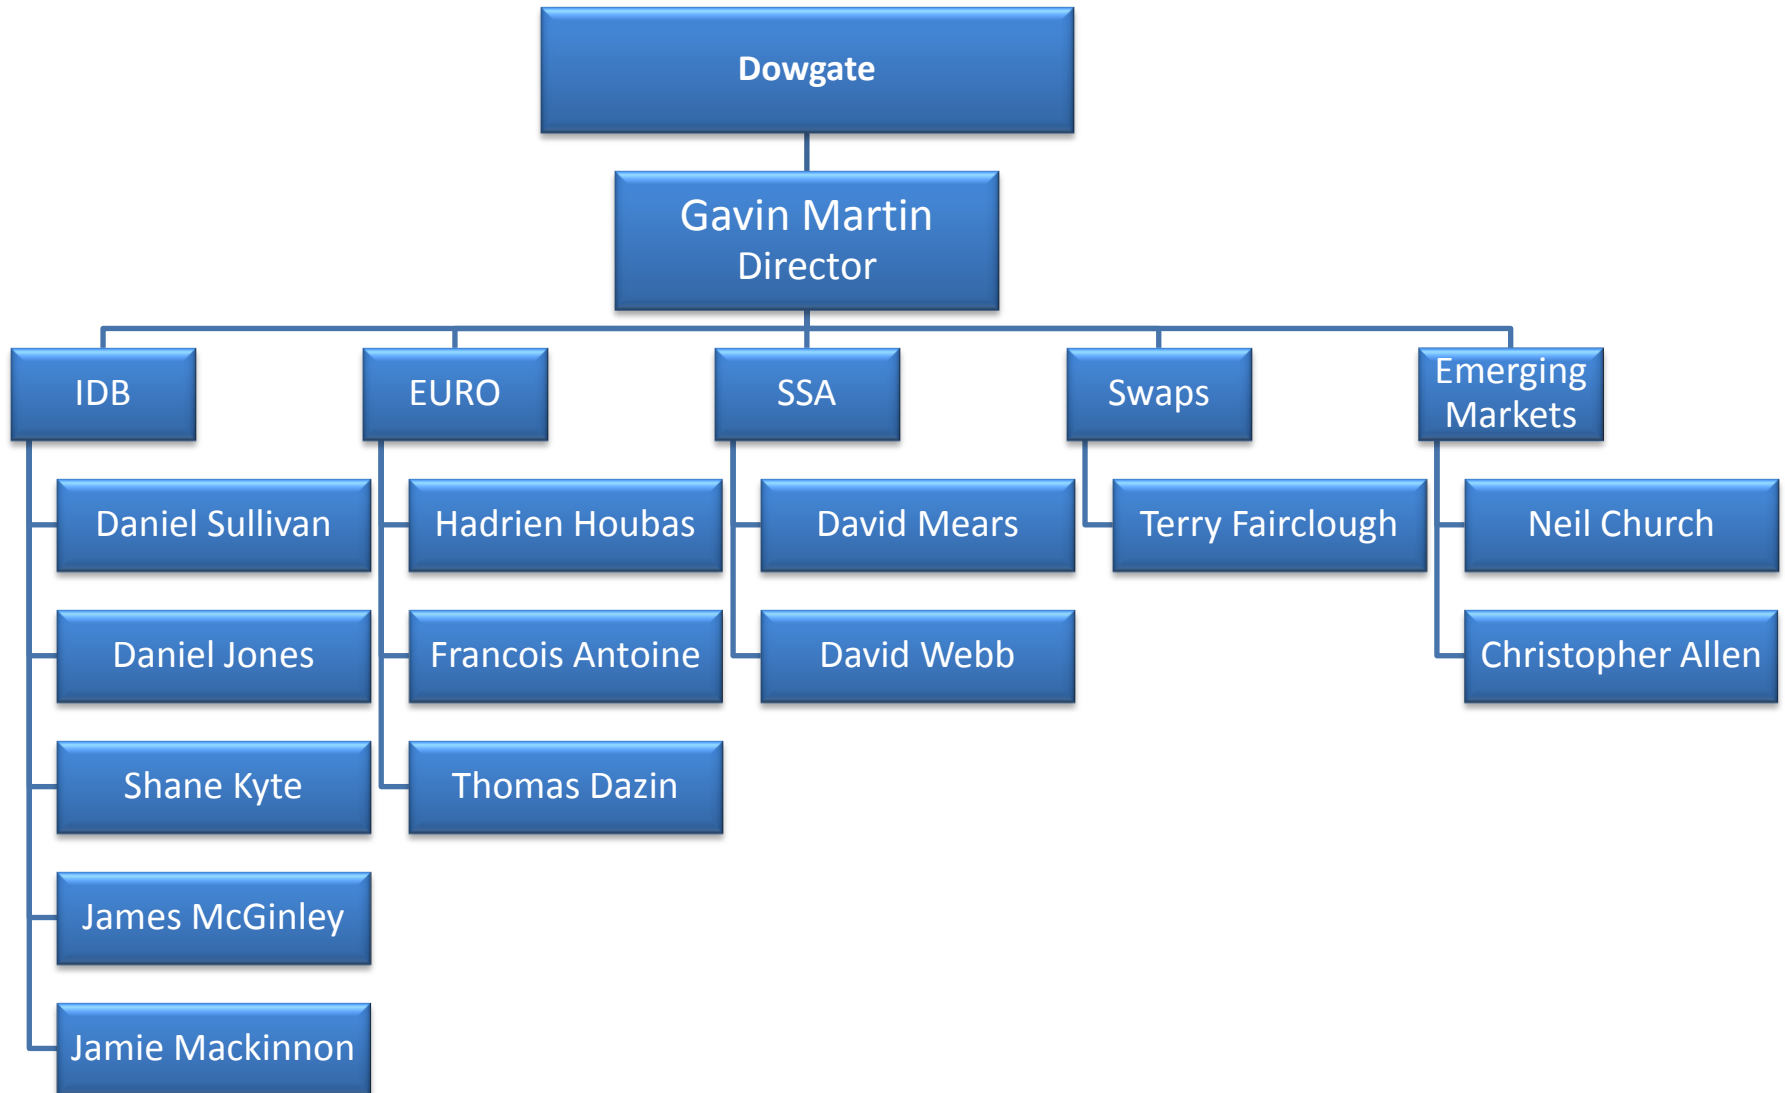 Dowgate
Gavin Martin
Director
IDB
EURO
SSA
Swaps
Emerging
Markets
Daniel Sullivan
Hadrien Houbas
David Mears
Terry Fairclough
Neil Church
Daniel Jones
Francois Antoine
David Webb
Christopher Allen
Shane Kyte
Thomas Dazin
James McGinley
Jamie Mackinnon